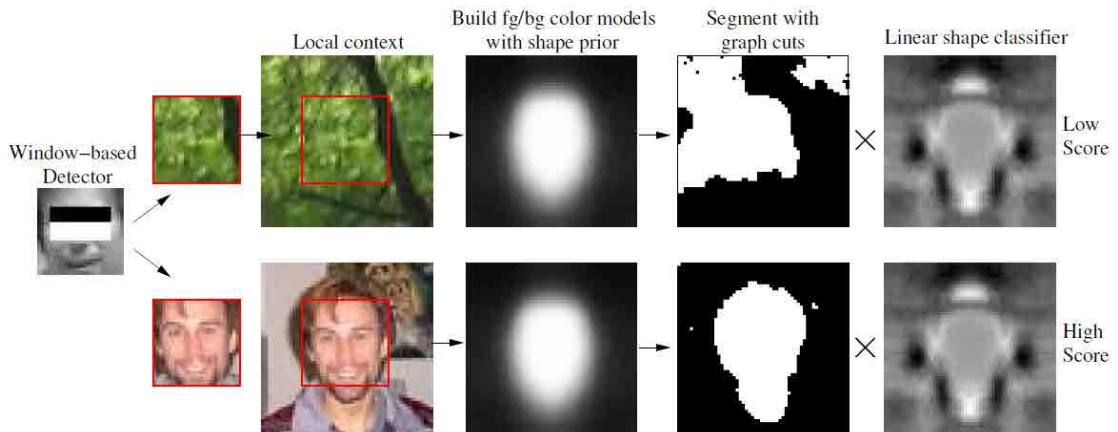 Build fg/bg color models
with shape prior
Segment with
graph cuts
Local context
Linear shape classifier
Window-based
Detector
×
Low
Score
×
High
Score